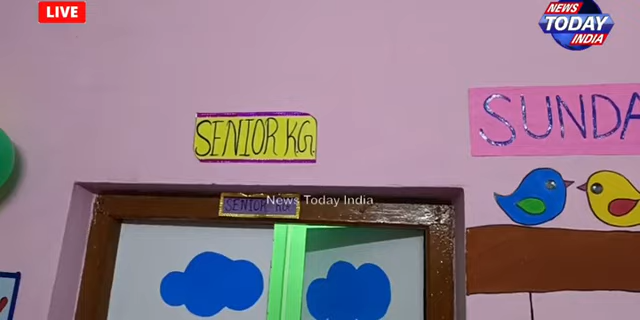 LIVE
NEWS
TODAY
INDIA
SENIOR KG.
SUNDA
SENIOR KG
News Today India